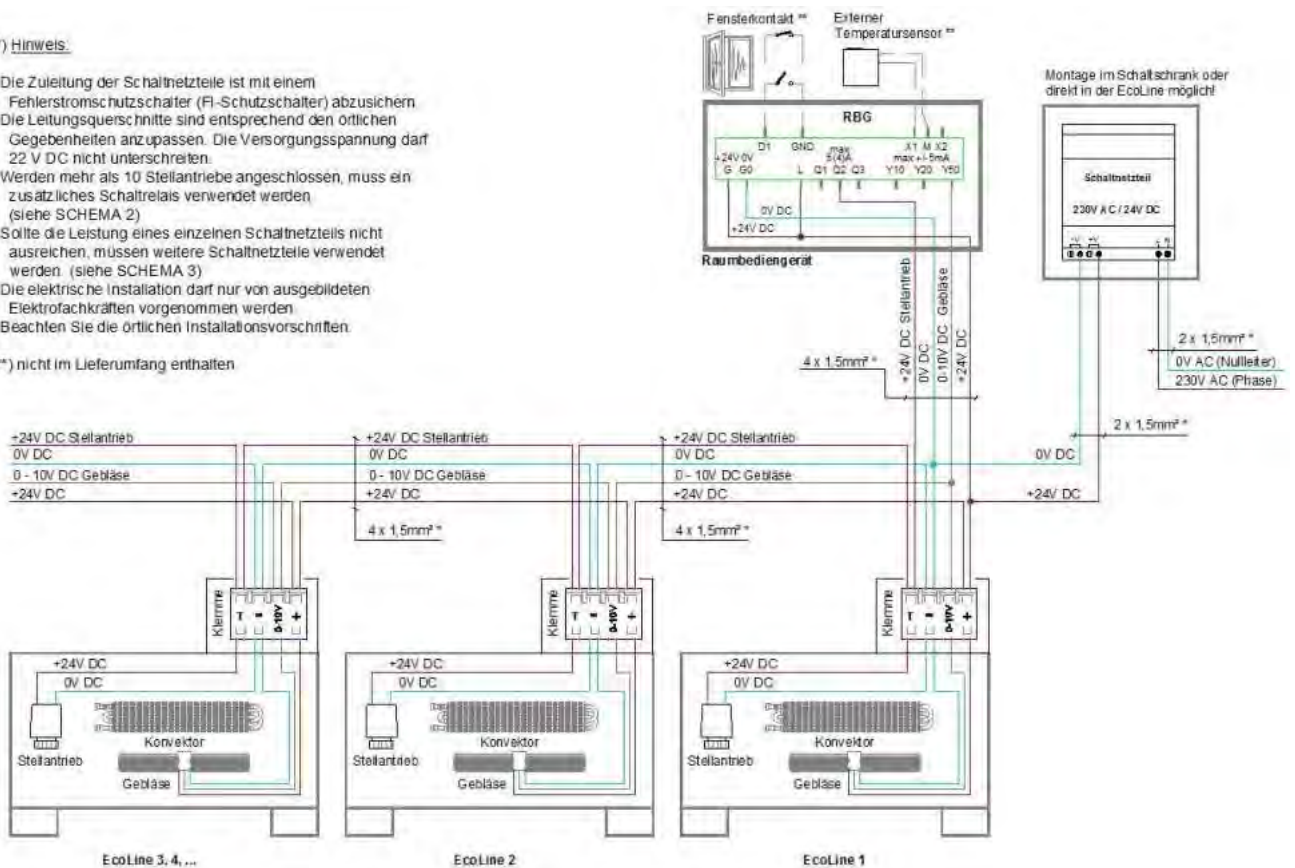 *) Hinweis:
Die Zuleitung der Schaltnetzteile ist mit einem
Fehlerstromschutzschalter (FI-Schutzschalter) abzusichern
Die Leitungsquerschnitte sind entsprechend den örtlichen
Gegebenheiten anzupassen. Die Versorgungsspannung darf
22 V DC nicht unterschreiten.
Werden mehr als 10 Stellantriebe angeschlossen, muss ein
zusätzliches Schaltrelais verwendet werden
(siehe SCHEMA 2)
Sollte die Leistung eines einzelnen Schaltnetzteils nicht
ausreichen, müssen weitere Schaltnetzteile verwendet
werden. (siehe SCHEMA 3)
Die elektrische Installation darf nur von ausgebildeten
Elektrofachkräften vorgenommen werden
Beachten Sie die örtlichen Installationsvorschriften.
**) nicht im Lieferumfang enthalten
Fensterkontakt **
Externer
Temperatursensor **
RBG
D1 GND X1 M X2
max
+24V 0V 5(4)A max +/- 5mA
G G0 L Q1 Q2 Q3 Y10 Y20 Y50
0V DC
+24V DC
Raumbediengerät
Montage im Schaltschrank oder
direkt in der EcoLine möglich!
Schaltnetzteil
230V AC / 24V DC
-V +V L N
2 x 1,5mm² *
0V AC (Nullleiter)
230V AC (Phase)
2 x 1,5mm² *
4 x 1,5mm² *
+24V DC Stellantrieb
0V DC
0-10V DC Gebläse
+24V DC
+24V DC Stellantrieb
0V DC
0 - 10V DC Gebläse
+24V DC
+24V DC Stellantrieb
0V DC
0 - 10V DC Gebläse
+24V DC
+24V DC Stellantrieb
0V DC
0 - 10V DC Gebläse
+24V DC
0V DC
+24V DC
4 x 1,5mm² *
4 x 1,5mm² *
Klemme
T - 0-10V +
+24V DC
0V DC
Stellantrieb
Konvektor
Gebläse
EcoLine 3, 4, ...
Klemme
T - 0-10V +
+24V DC
0V DC
Stellantrieb
Konvektor
Gebläse
EcoLine 2
Klemme
T - 0-10V +
+24V DC
0V DC
Stellantrieb
Konvektor
Gebläse
EcoLine 1